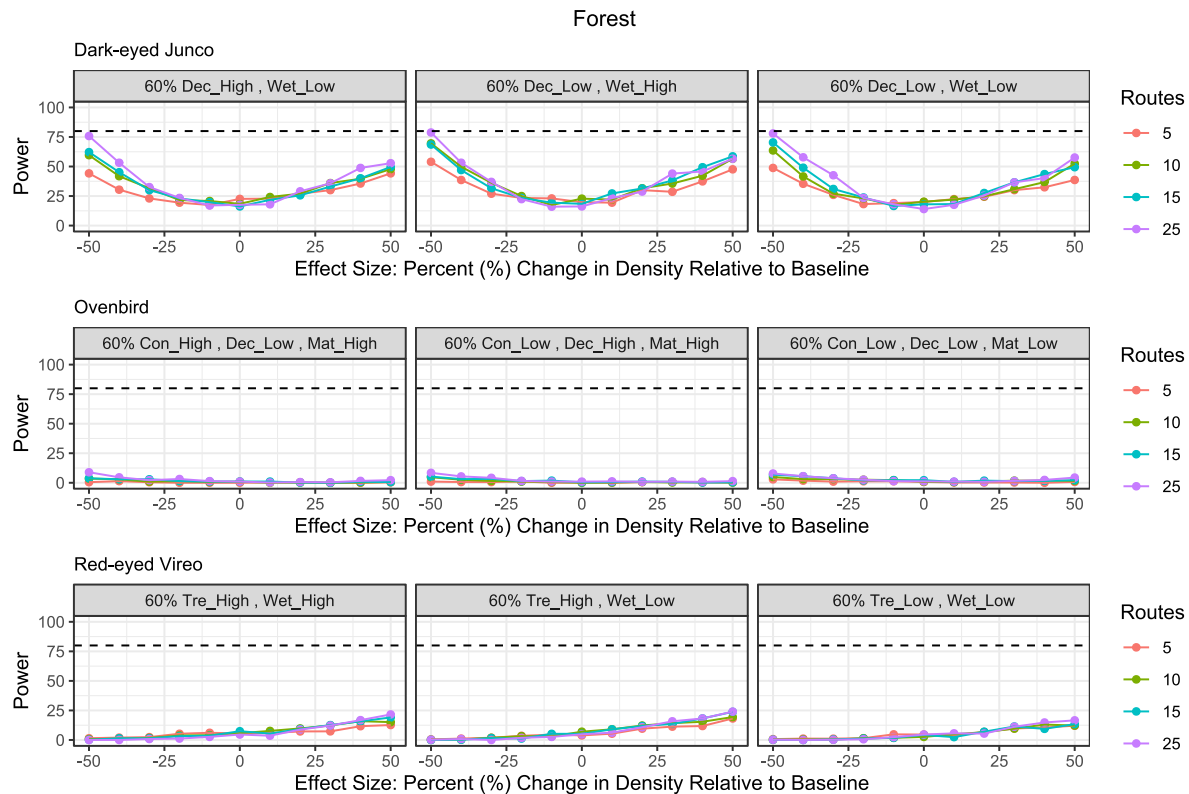 Forest
Dark-eyed Junco
60% Dec_High , Wet_Low
60% Dec_Low , Wet_High
60% Dec_Low , Wet_Low
100
75
50
25
0
Power
-50 -25 0 25 50
-50 -25 0 25 50
-50 -25 0 25 50
Effect Size: Percent (%) Change in Density Relative to Baseline
Routes
5
10
15
25
Ovenbird
60% Con_High , Dec_Low , Mat_High
60% Con_Low , Dec_High , Mat_High
60% Con_Low , Dec_Low , Mat_Low
100
75
50
25
0
Power
-50 -25 0 25 50
-50 -25 0 25 50
-50 -25 0 25 50
Effect Size: Percent (%) Change in Density Relative to Baseline
Routes
5
10
15
25
Red-eyed Vireo
60% Tre_High , Wet_High
60% Tre_High , Wet_Low
60% Tre_Low , Wet_Low
100
75
50
25
0
Power
-50 -25 0 25 50
-50 -25 0 25 50
-50 -25 0 25 50
Effect Size: Percent (%) Change in Density Relative to Baseline
Routes
5
10
15
25